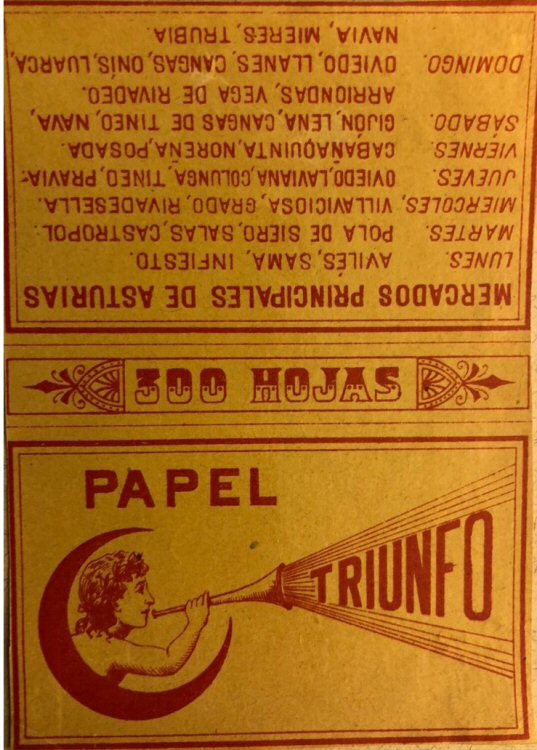 MERCADOS PRINCIPALES DE ASTURIAS
LUNES. AVILÉS, SAMA, INFIESTO.
MARTES. POLA DE SIERO, SALAS, CASTROPOL.
MIERCOLES, VILLAVICIOSA, GRADO, RIVADESELLA.
JUEVES. OVIEDO, LAVIANA, COLUNGA, TINEO, PRAVIA.
VIÉRNES. CABAÑAQUINTA, NOREÑA, POSADA.
SÁBADO. GIJÓN, LENA, CANGAS DE TINEO, NAVA,
ARRIONDAS, VEGA DE RIVADEO.
DOMINGO. OVIEDO, LLANES, CANGAS, ONÍS, LUARCA,
NAVIA, MIERES, TRUBIA.
300 HOJAS
PAPEL
TRIUNFO